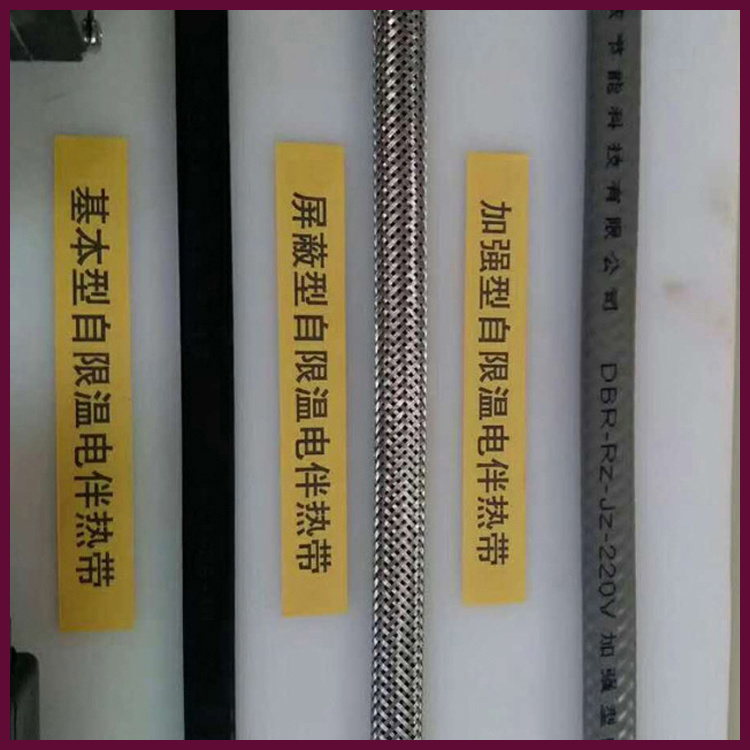 基本型自限温电伴热带
屏蔽型自限温电伴热带
加强型自限温电伴热带
节能科技有限公司 DBR-RZ-JZ-220V 加强型